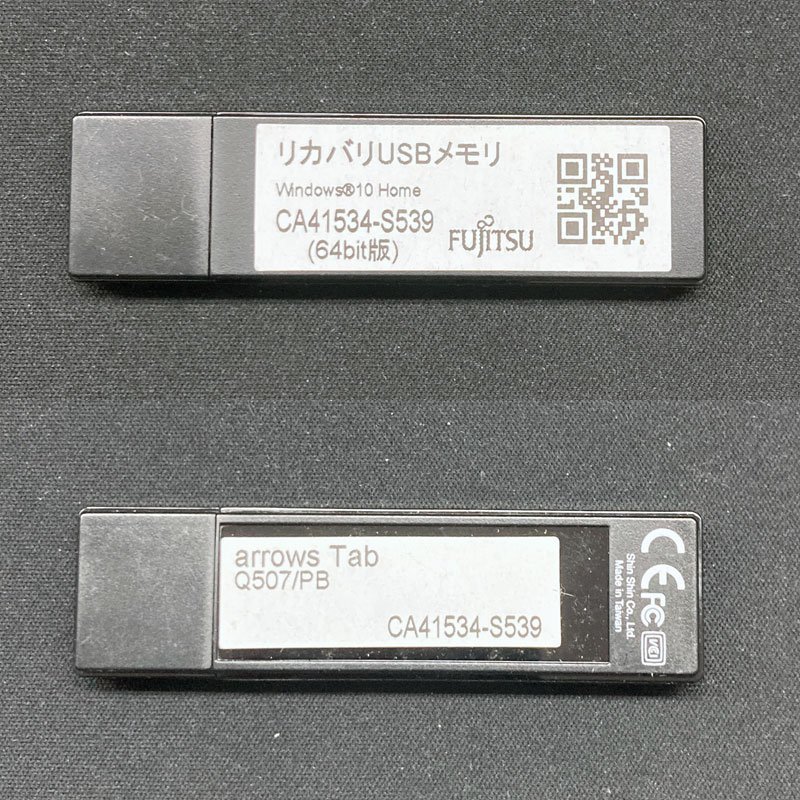 リカバリUSBメモリ
Windows®10 Home
CA41534-S539
(64bit版)
FUJITSU
arrows Tab
Q507/PB
CA41534-S539
CE FC VCI
Shin Shin Co., Ltd.
Made in Taiwan